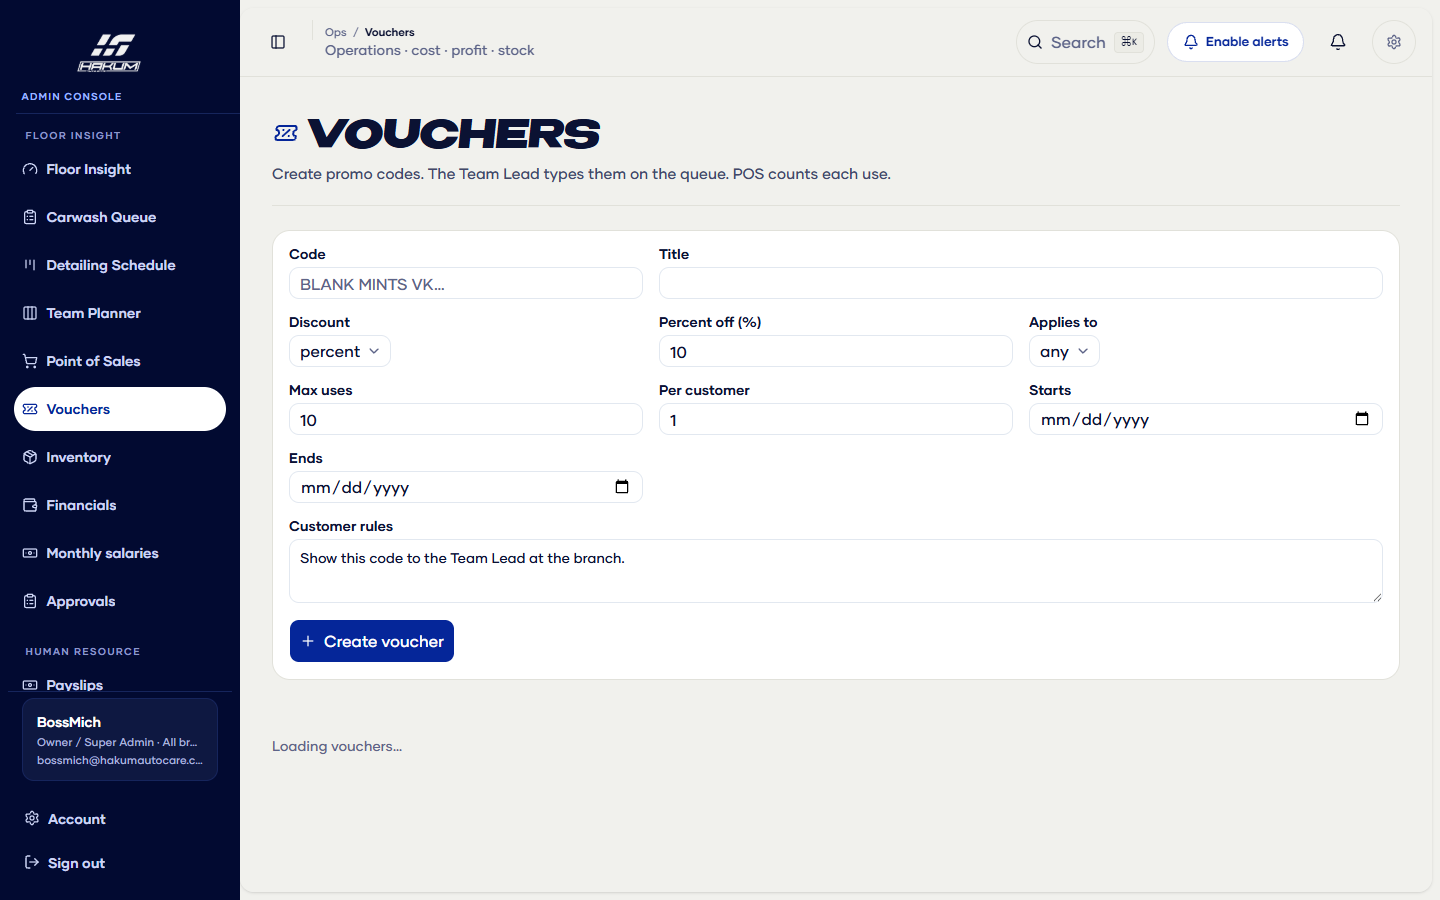 HAKUM
ADMIN CONSOLE
FLOOR INSIGHT
Floor Insight
Carwash Queue
Detailing Schedule
Team Planner
Point of Sales
Vouchers
Inventory
Financials
Monthly salaries
Approvals
HUMAN RESOURCE
Payslips
BossMich
Owner / Super Admin · All br...
bossmich@hakumautocare.c...
Account
Sign out
Ops / Vouchers
Operations · cost · profit · stock
Search ⌘K
Enable alerts
VOUCHERS
Create promo codes. The Team Lead types them on the queue. POS counts each use.
Code
BLANK MINTS VK...
Title
Discount
percent
Percent off (%)
10
Applies to
any
Max uses
10
Per customer
1
Starts
mm/dd/yyyy
Ends
mm/dd/yyyy
Customer rules
Show this code to the Team Lead at the branch.
+ Create voucher
Loading vouchers...